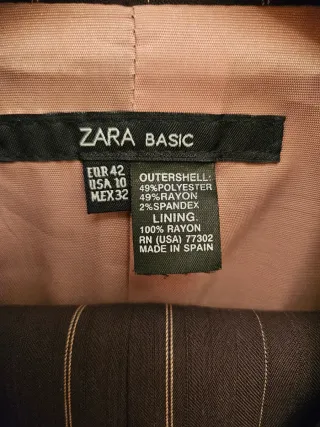 ZARA BASIC
EUR 42
USA 10
MEX 32
OUTERSHELL:
49%POLYESTER
49%RAYON
2%SPANDEX
LINING.
100% RAYON
RN (USA) 77302
MADE IN SPAIN